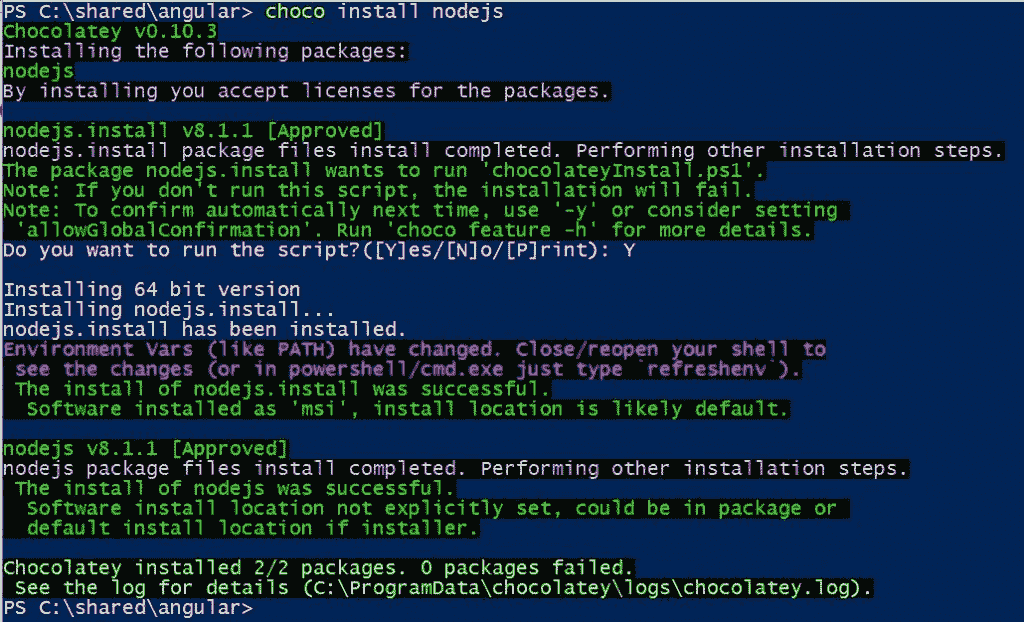 PS C:\shared\angular> choco install nodejs
Chocolatey v0.10.3
Installing the following packages:
nodejs
By installing you accept licenses for the packages.
nodejs.install v8.1.1 [Approved]
nodejs.install package files install completed. Performing other installation steps.
The package nodejs.install wants to run 'chocolateyInstall.ps1'.
Note: If you don't run this script, the installation will fail.
Note: To confirm automatically next time, use '-y' or consider setting
 'allowGlobalConfirmation'. Run 'choco feature -h' for more details.
Do you want to run the script?([Y]es/[N]o/[P]rint): Y
Installing 64 bit version
Installing nodejs.install...
nodejs.install has been installed.
Environment Vars (like PATH) have changed. Close/reopen your shell to
 see the changes (or in powershell/cmd.exe just type `refreshenv`).
 The install of nodejs.install was successful.
  Software installed as 'msi', install location is likely default.
nodejs v8.1.1 [Approved]
nodejs package files install completed. Performing other installation steps.
 The install of nodejs was successful.
  Software install location not explicitly set, could be in package or
  default install location if installer.
Chocolatey installed 2/2 packages. 0 packages failed.
 See the log for details (C:\ProgramData\chocolatey\logs\chocolatey.log).
PS C:\shared\angular>